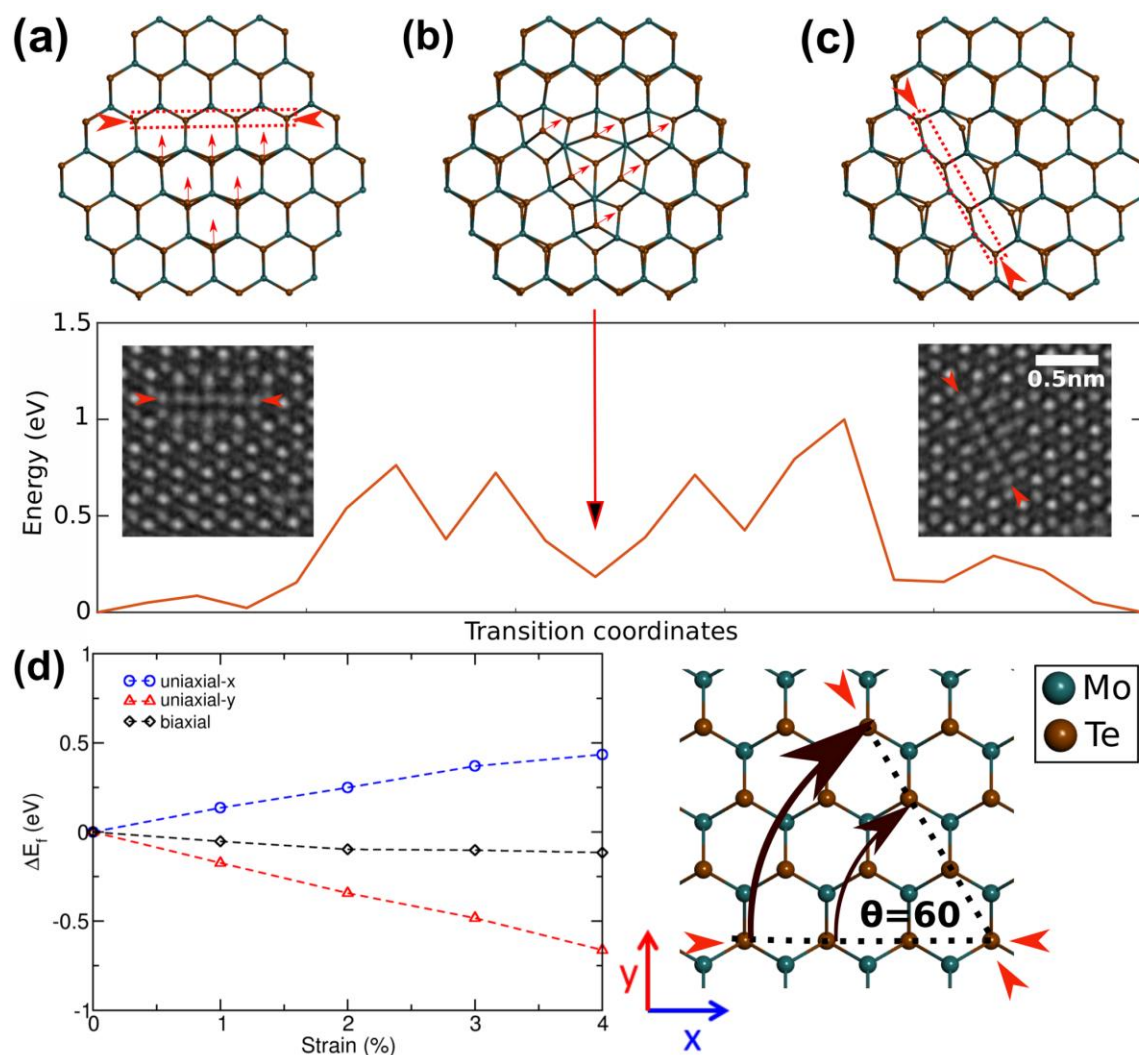 (a)
(b)
(c)
Energy (eV)
1.5
1
0.5
0
0.5nm
Transition coordinates
(d)
ΔE_f (eV)
1
0.5
0
-0.5
-1
uniaxial-x
uniaxial-y
biaxial
0 1 2 3 4
Strain (%)
y
x
θ=60
Mo
Te